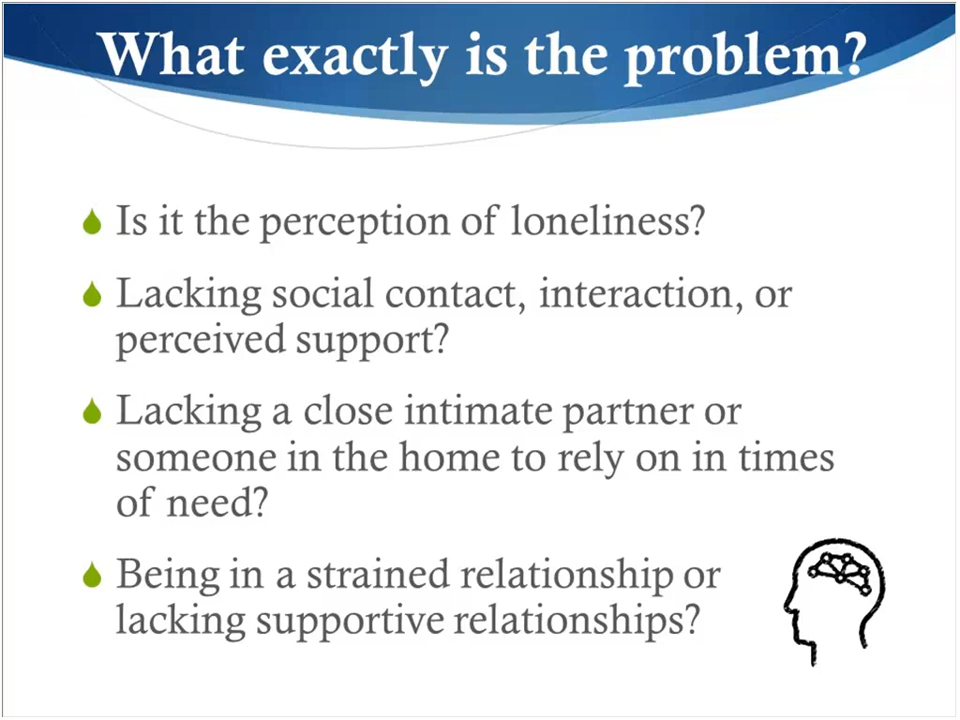 What exactly is the problem?
Is it the perception of loneliness?
Lacking social contact, interaction, or
perceived support?
Lacking a close intimate partner or
someone in the home to rely on in times
of need?
Being in a strained relationship or
lacking supportive relationships?